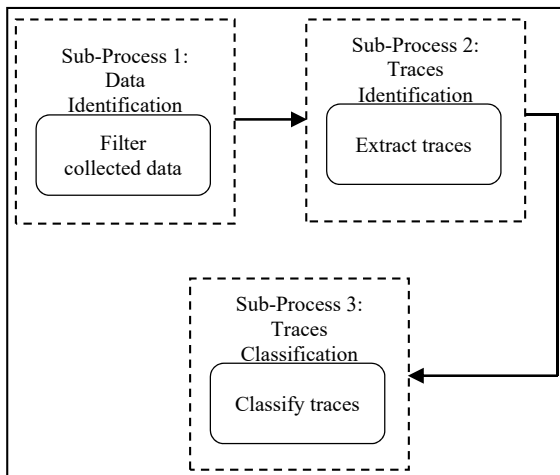 Sub-Process 1:
Data
Identification
Filter
collected data
Sub-Process 2:
Traces
Identification
Extract traces
Sub-Process 3:
Traces
Classification
Classify traces